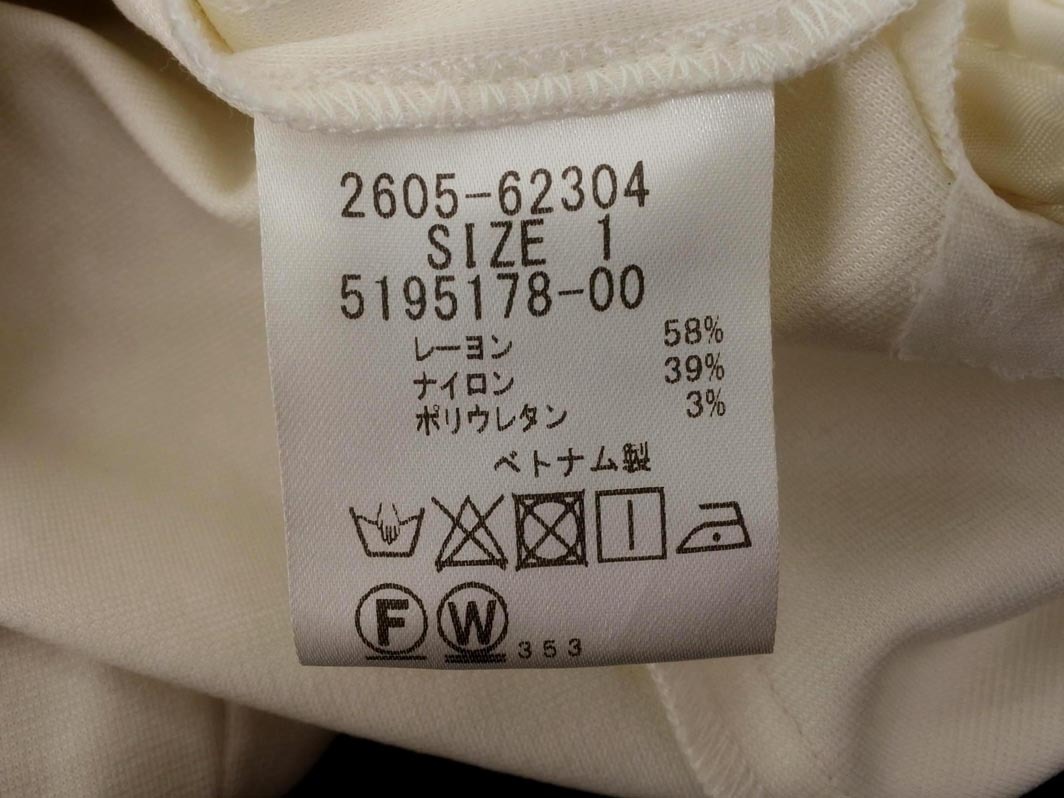 2605-62304
SIZE 1
5195178-00
レーヨン 58%
ナイロン 39%
ポリウレタン 3%
ベトナム製
F W 353